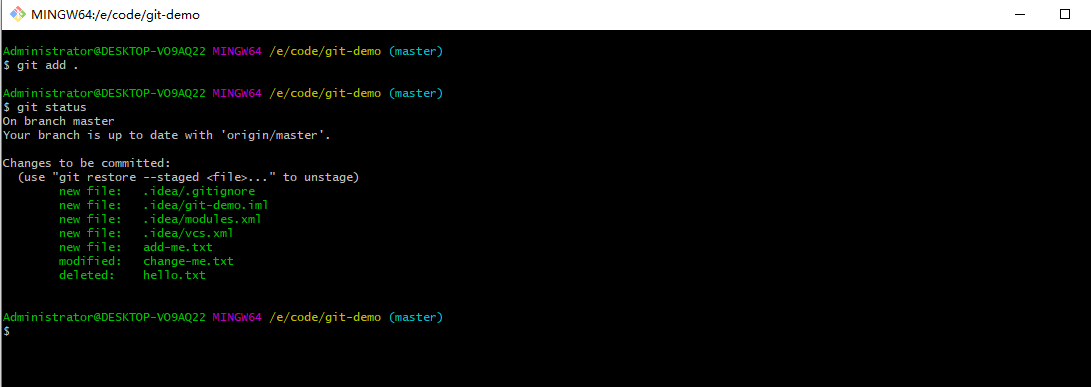 MINGW64:/e/code/git-demo
Administrator@DESKTOP-VO9AQ22 MINGW64 /e/code/git-demo (master)
$ git add .
Administrator@DESKTOP-VO9AQ22 MINGW64 /e/code/git-demo (master)
$ git status
On branch master
Your branch is up to date with 'origin/master'.
Changes to be committed:
  (use "git restore --staged <file>..." to unstage)
        new file:   .idea/.gitignore
        new file:   .idea/git-demo.iml
        new file:   .idea/modules.xml
        new file:   .idea/vcs.xml
        new file:   add-me.txt
        modified:   change-me.txt
        deleted:    hello.txt
Administrator@DESKTOP-VO9AQ22 MINGW64 /e/code/git-demo (master)
$